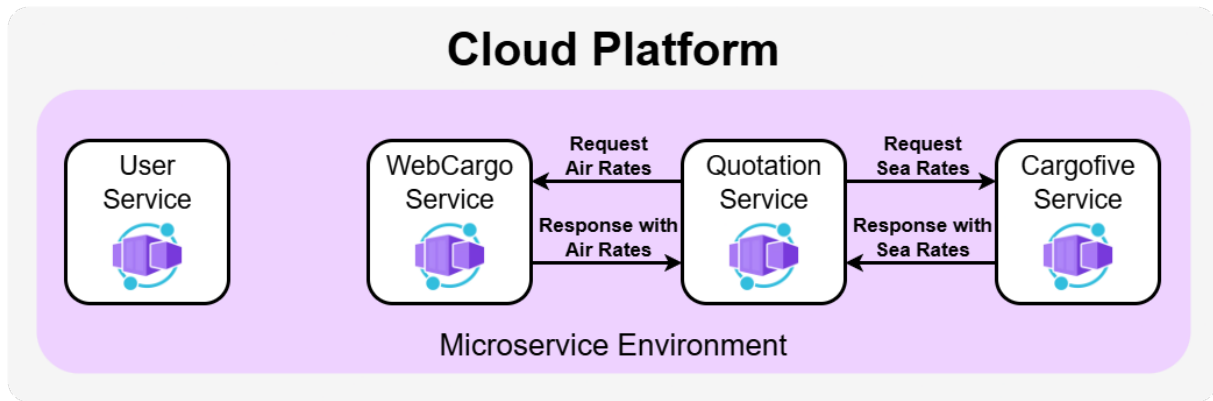 Cloud Platform
User
Service
WebCargo
Service
Request
Air Rates
Response with
Air Rates
Quotation
Service
Request
Sea Rates
Response with
Sea Rates
Cargofive
Service
Microservice Environment